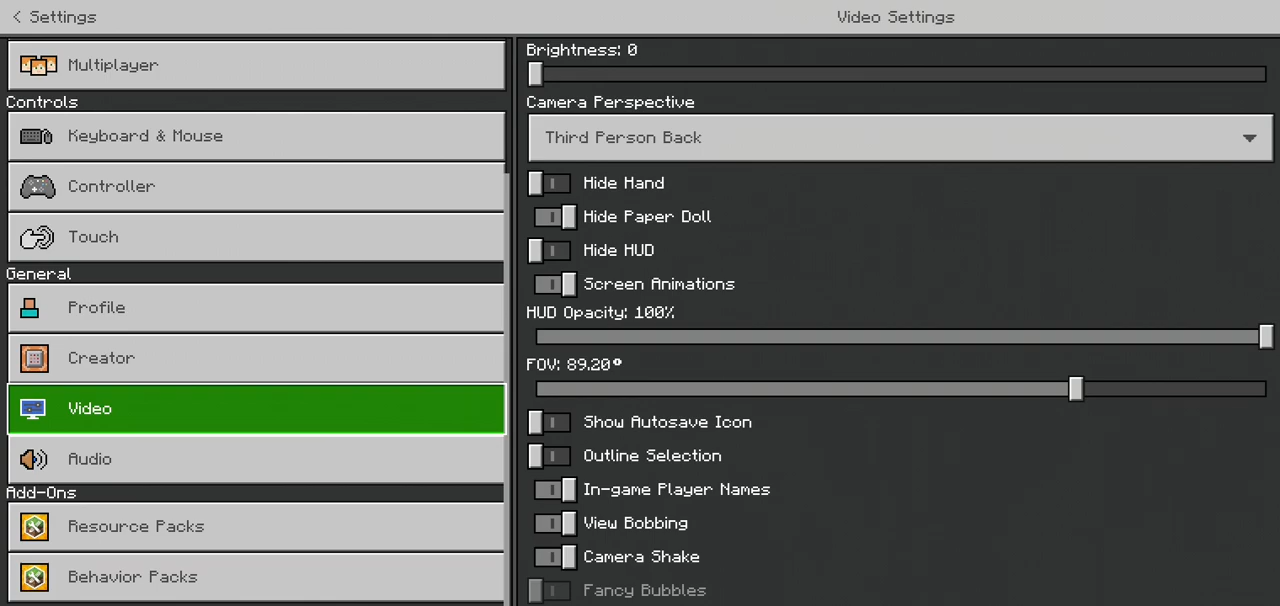 < Settings
Video Settings
Multiplayer
Controls
Keyboard & Mouse
Controller
Touch
General
Profile
Creator
Video
Audio
Add-Ons
Resource Packs
Behavior Packs
Brightness: 0
Camera Perspective
Third Person Back
Hide Hand
Hide Paper Doll
Hide HUD
Screen Animations
HUD Opacity: 100%
FOV: 89.20°
Show Autosave Icon
Outline Selection
In-game Player Names
View Bobbing
Camera Shake
Fancy Bubbles